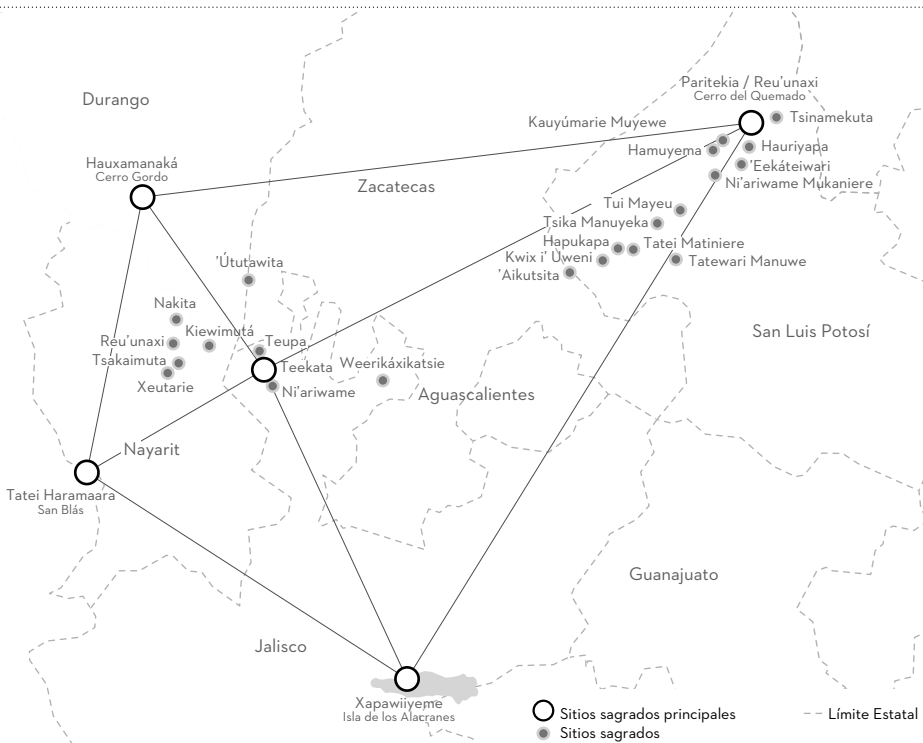 Paritekia / Reu'unaxi
Cerro del Quemado
Durango
Tsinamekuta
Kauyúmarie Muyewe
Hauriyapa
Hamuyema
Hauxamanaká
Cerro Gordo
'Eekáteiwari
Ni'ariwame Mukaniere
Zacatecas
Tui Mayeu
Tsika Manuyeka
Hapukapa
Tatei Matiniere
Kwix i' Uweni
Tatewari Manuwe
'Aikutsita
'Útutawita
Nakita
Kiewimutá
San Luis Potosí
Reu'unaxi
Teupa
Tsakaimuta
Teekata
Weerikáxikatsie
Xeutarie
Ni'ariwame
Aguascalientes
Nayarit
Tatei Haramaara
San Blás
Guanajuato
Jalisco
Xapawiiyeme
Isla de los Alacranes
Sitios sagrados principales
Límite Estatal
Sitios sagrados